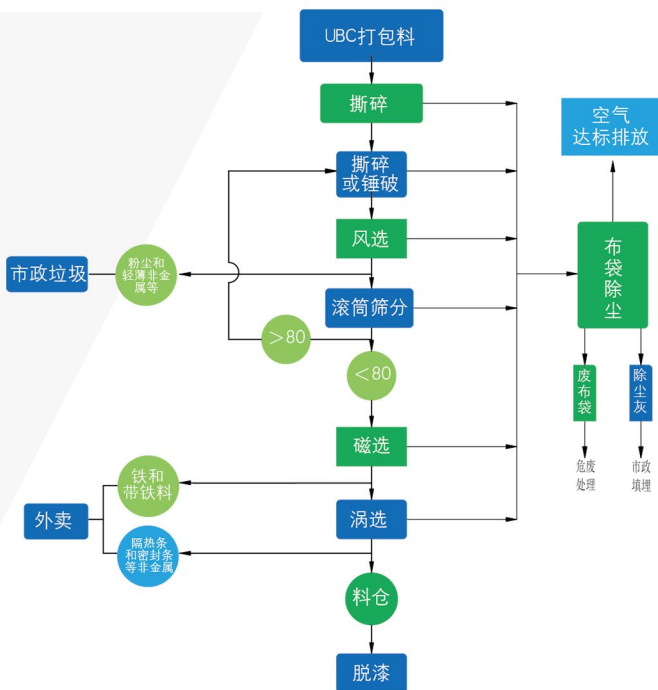 UBC打包料
撕碎
空气
达标排放
撕碎
或锤破
风选
布
袋
除
尘
市政垃圾
粉尘和
轻薄非金
属等
滚筒筛分
>80
<80
废
布
袋
除
尘
灰
磁选
危废
处理
市政
填埋
铁和
带铁料
外卖
涡选
隔热条
和密封条
等非金属
料仓
脱漆